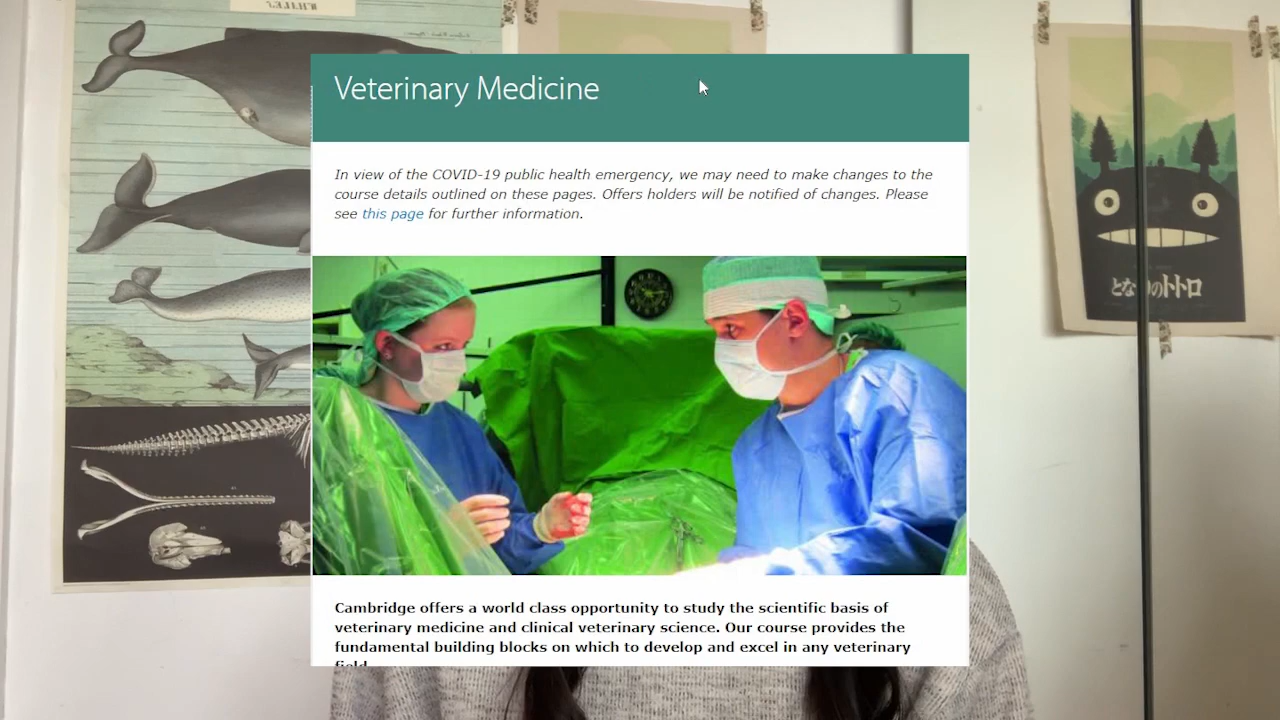 Veterinary Medicine
In view of the COVID-19 public health emergency, we may need to make changes to the
course details outlined on these pages. Offers holders will be notified of changes. Please
see this page for further information.
となりのトトロ
Cambridge offers a world class opportunity to study the scientific basis of
veterinary medicine and clinical veterinary science. Our course provides the
fundamental building blocks on which to develop and excel in any veterinary
field.